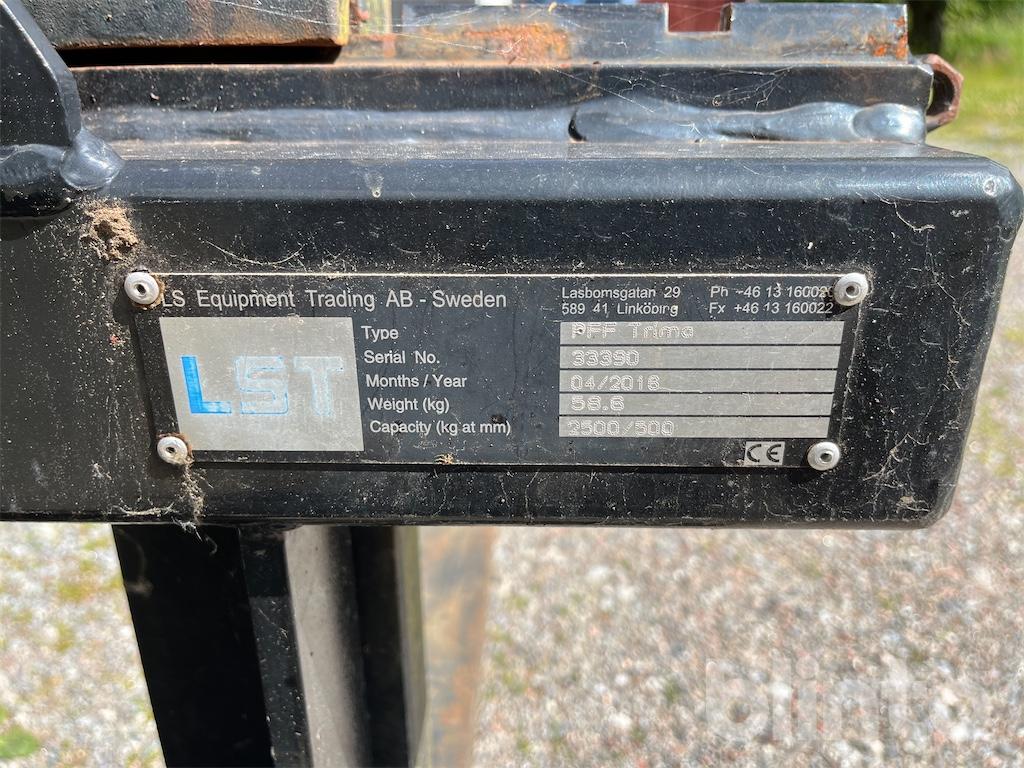 LS Equipment Trading AB - Sweden
Lasbomsgatan 29 Ph +46 13 160020
589 41 Linköping Fx +46 13 160022
LST
Type PFF Trima
Serial No. 33390
Months / Year 04/2016
Weight (kg) 58.6
Capacity (kg at mm) 2500/500
CE
blinto